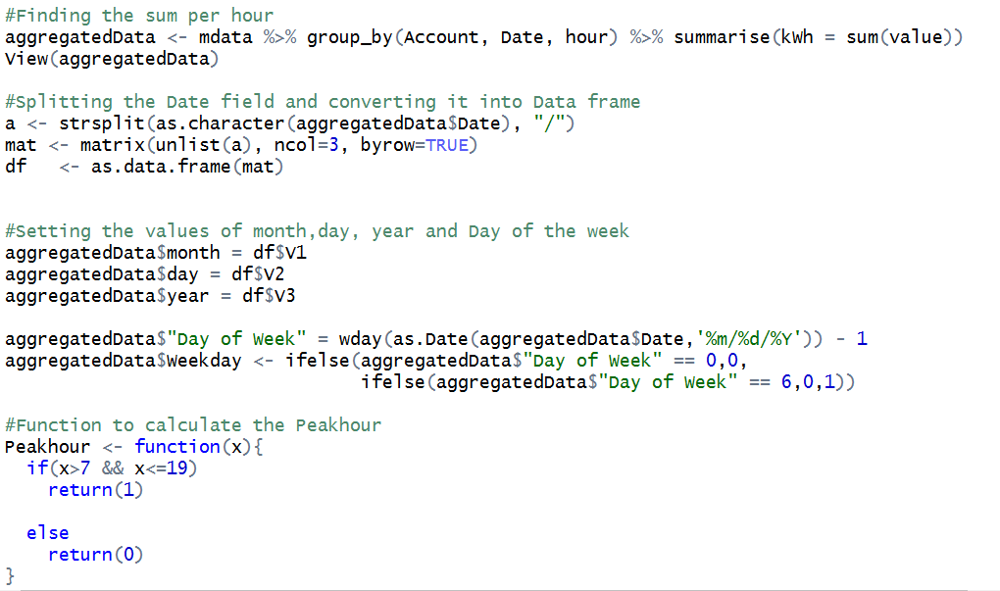 #Finding the sum per hour
aggregatedData <- mdata %>% group_by(Account, Date, hour) %>% summarise(kWh = sum(value))
View(aggregatedData)
#Splitting the Date field and converting it into Data frame
a <- strsplit(as.character(aggregatedData$Date), "/")
mat <- matrix(unlist(a), ncol=3, byrow=TRUE)
df   <- as.data.frame(mat)
#Setting the values of month,day, year and Day of the week
aggregatedData$month = df$V1
aggregatedData$day = df$V2
aggregatedData$year = df$V3
aggregatedData$"Day of Week" = wday(as.Date(aggregatedData$Date,'%m/%d/%Y')) - 1
aggregatedData$Weekday <- ifelse(aggregatedData$"Day of Week" == 0,0,
                                 ifelse(aggregatedData$"Day of Week" == 6,0,1))
#Function to calculate the Peakhour
Peakhour <- function(x){
  if(x>7 && x<=19)
    return(1)
  else
    return(0)
}